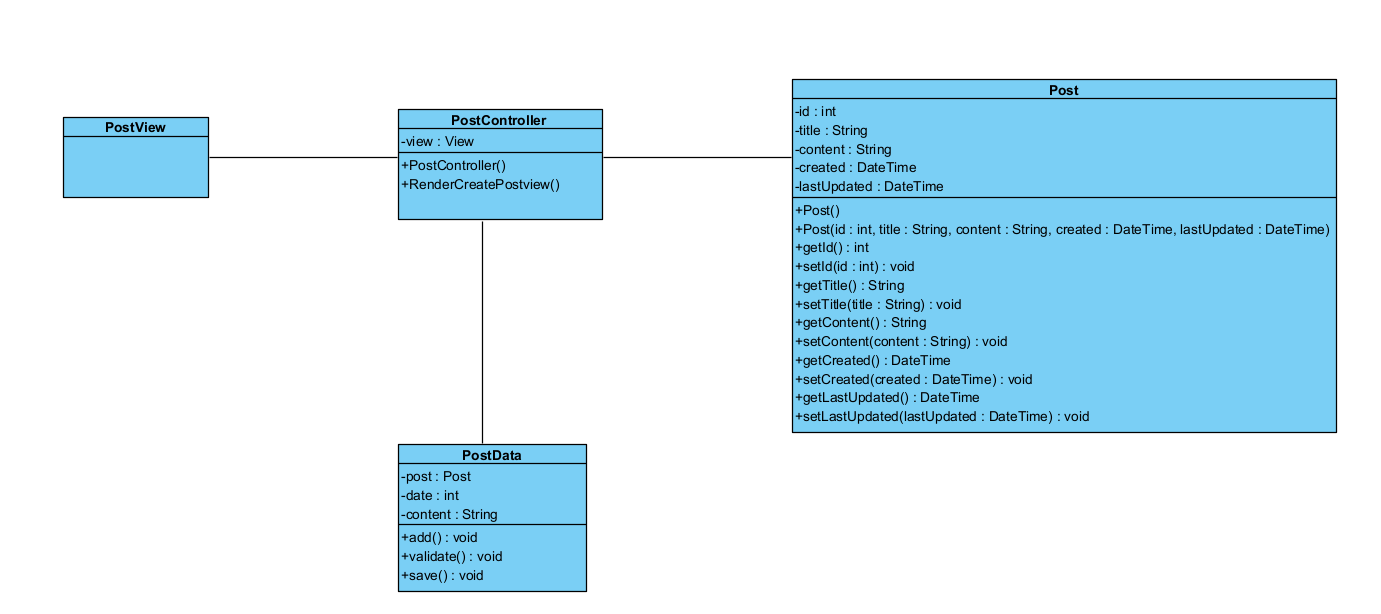 PostView
PostController
-view : View
+PostController()
+RenderCreatePostview()
Post
-id : int
-title : String
-content : String
-created : DateTime
-lastUpdated : DateTime
+Post()
+Post(id : int, title : String, content : String, created : DateTime, lastUpdated : DateTime)
+getId() : int
+setId(id : int) : void
+getTitle() : String
+setTitle(title : String) : void
+getContent() : String
+setContent(content : String) : void
+getCreated() : DateTime
+setCreated(created : DateTime) : void
+getLastUpdated() : DateTime
+setLastUpdated(lastUpdated : DateTime) : void
PostData
-post : Post
-date : int
-content : String
+add() : void
+validate() : void
+save() : void